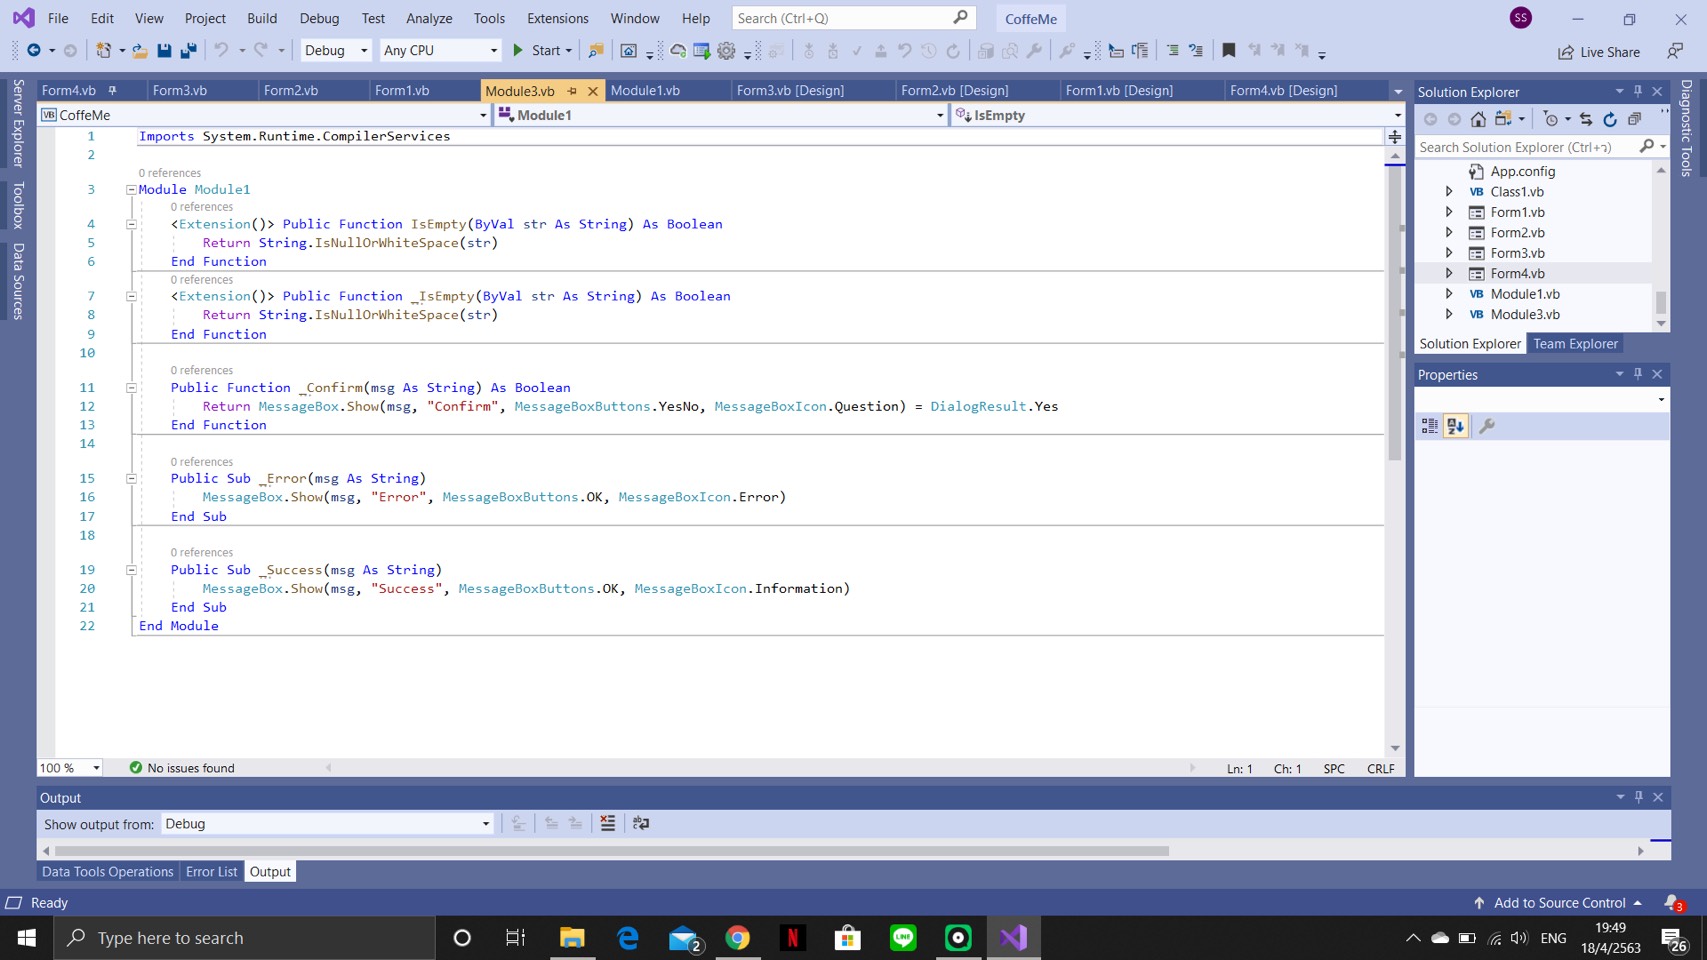 File Edit View Project Build Debug Test Analyze Tools Extensions Window Help Search (Ctrl+Q) CoffeMe SS
Debug Any CPU Start Live Share
Form4.vb Form3.vb Form2.vb Form1.vb Module3.vb Module1.vb Form3.vb [Design] Form2.vb [Design] Form1.vb [Design] Form4.vb [Design]
VB CoffeMe Module1 IsEmpty
1 Imports System.Runtime.CompilerServices
2
0 references
3 Module Module1
0 references
4 <Extension()> Public Function IsEmpty(ByVal str As String) As Boolean
5 Return String.IsNullOrWhiteSpace(str)
6 End Function
0 references
7 <Extension()> Public Function _IsEmpty(ByVal str As String) As Boolean
8 Return String.IsNullOrWhiteSpace(str)
9 End Function
10
0 references
11 Public Function _Confirm(msg As String) As Boolean
12 Return MessageBox.Show(msg, "Confirm", MessageBoxButtons.YesNo, MessageBoxIcon.Question) = DialogResult.Yes
13 End Function
14
0 references
15 Public Sub _Error(msg As String)
16 MessageBox.Show(msg, "Error", MessageBoxButtons.OK, MessageBoxIcon.Error)
17 End Sub
18
0 references
19 Public Sub _Success(msg As String)
20 MessageBox.Show(msg, "Success", MessageBoxButtons.OK, MessageBoxIcon.Information)
21 End Sub
22 End Module
100 % No issues found Ln: 1 Ch: 1 SPC CRLF
Server Explorer
Toolbox
Data Sources
Solution Explorer
Search Solution Explorer (Ctrl+ว)
App.config
VB Class1.vb
Form1.vb
Form2.vb
Form3.vb
Form4.vb
VB Module1.vb
VB Module3.vb
Solution Explorer Team Explorer
Properties
Diagnostic Tools
Output
Show output from: Debug
Data Tools Operations Error List Output
Ready Add to Source Control 3
Type here to search 2 N LINE ENG 19:49
18/4/2563 26